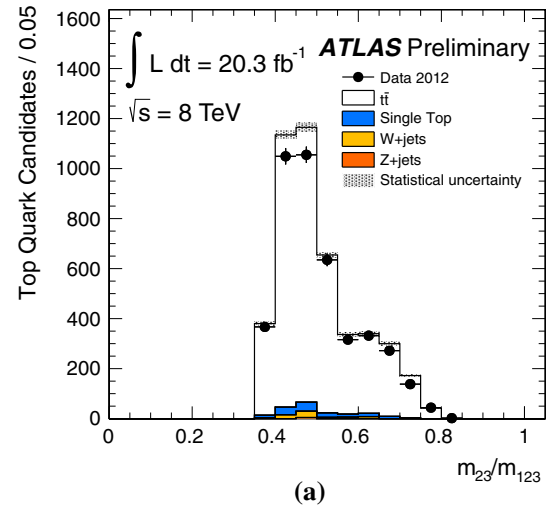 Top Quark Candidates / 0.05
1600
1400
1200
1000
800
600
400
200
0
∫ L dt = 20.3 fb⁻¹
√s = 8 TeV
ATLAS Preliminary
Data 2012
tt̄
Single Top
W+jets
Z+jets
Statistical uncertainty
0 0.2 0.4 0.6 0.8 1
m₂₃/m₁₂₃
(a)